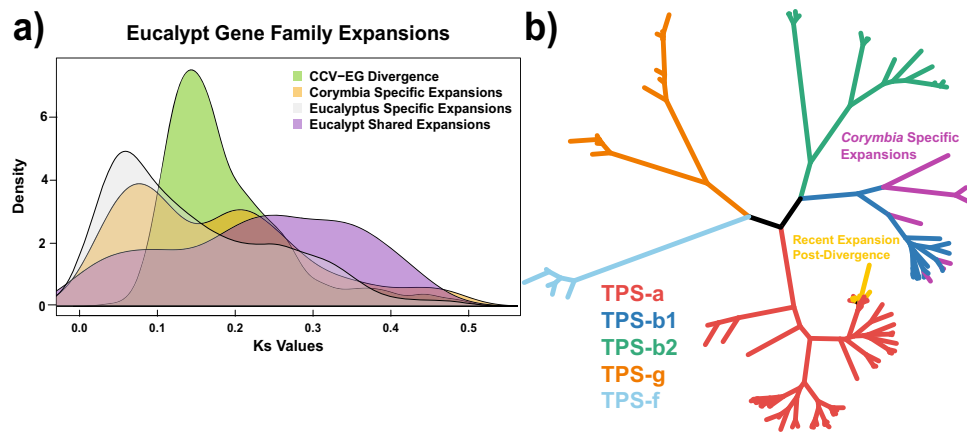 a)
Eucalypt Gene Family Expansions
CCV−EG Divergence
Corymbia Specific Expansions
Eucalyptus Specific Expansions
Eucalypt Shared Expansions
Density
6
4
2
0
0.0 0.1 0.2 0.3 0.4 0.5
Ks Values
b)
Corymbia Specific
Expansions
Recent Expansion
Post-Divergence
TPS-a
TPS-b1
TPS-b2
TPS-g
TPS-f